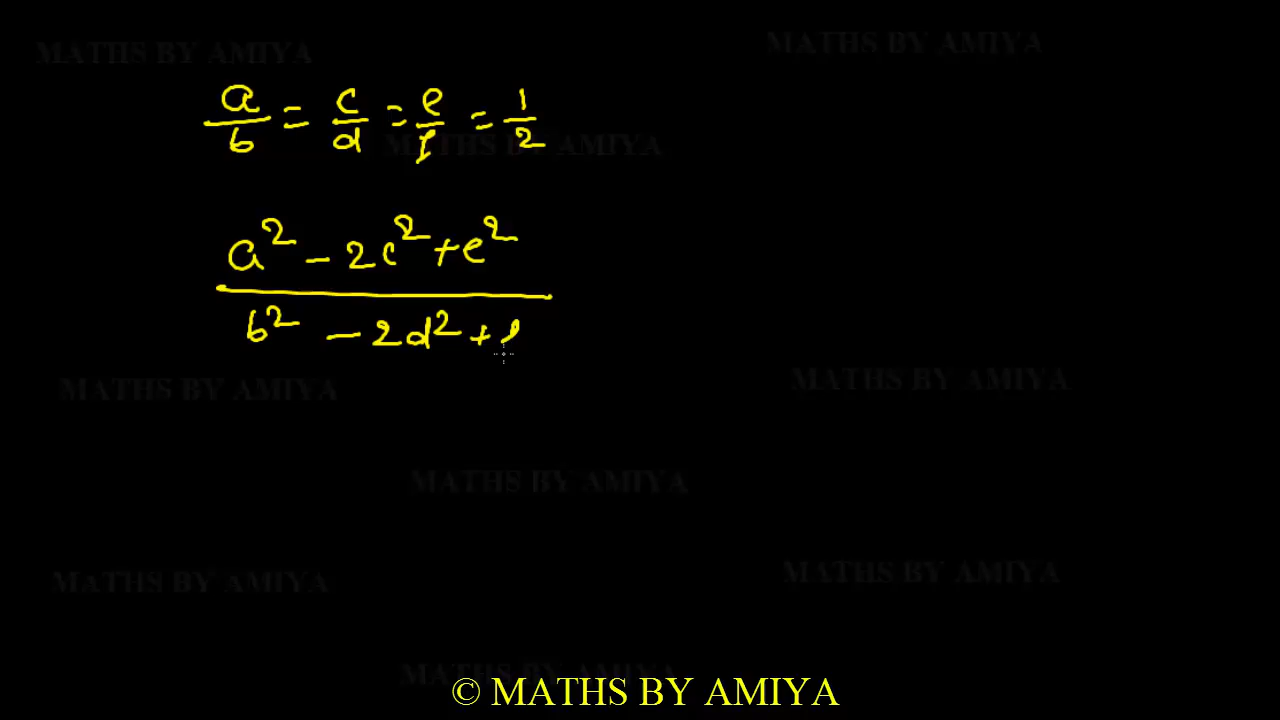 MATHS BY AMIYA MATHS BY AMIYA
a/b = c/d = e/f = 1/2
MATHS BY AMIYA
a² - 2c² + e²
b² - 2d² +
MATHS BY AMIYA MATHS BY AMIYA
MATHS BY AMIYA
MATHS BY AMIYA MATHS BY AMIYA
MATHS BY AMIYA
© MATHS BY AMIYA